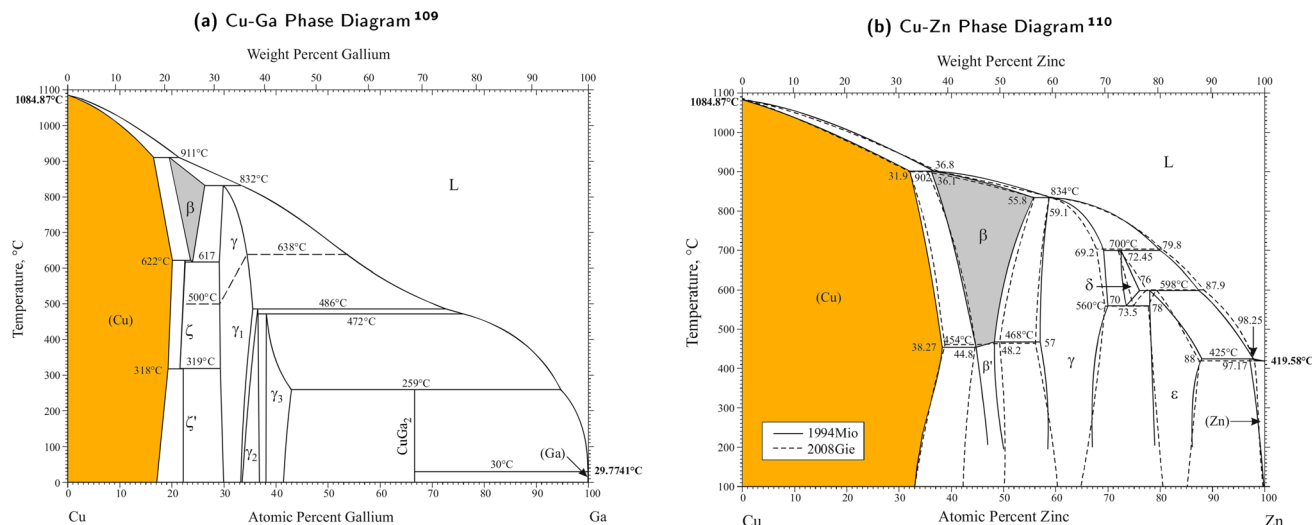 (a) Cu-Ga Phase Diagram 109
Weight Percent Gallium
0 10 20 30 40 50 60 70 80 90 100
1084.87°C
1100
1000
900
800
700
600
500
400
300
200
100
0
Temperature, °C
911°C
832°C
L
β
γ
638°C
622°C
617
(Cu)
500°C
486°C
472°C
ζ
γ1
318°C
319°C
γ3
259°C
ζ'
CuGa2
γ2
(Ga)
30°C
29.7741°C
0 10 20 30 40 50 60 70 80 90 100
Cu
Atomic Percent Gallium
Ga
(b) Cu-Zn Phase Diagram 110
Weight Percent Zinc
0 10 20 30 40 50 60 70 80 90 100
1084.87°C
1100
1000
900
800
700
600
500
400
300
200
100
Temperature, °C
L
36.8
31.9
902
36.1
834°C
55.8
59.1
β
700°C
69.2
79.8
72.45
δ
76
598°C
87.9
(Cu)
560°C
70
73.5
78
98.25
454°C
468°C
38.27
44.8
48.2
57
425°C
88
97.17
419.58°C
β'
γ
ε
(Zn)
1994Mio
2008Gie
0 10 20 30 40 50 60 70 80 90 100
Cu
Atomic Percent Zinc
Zn